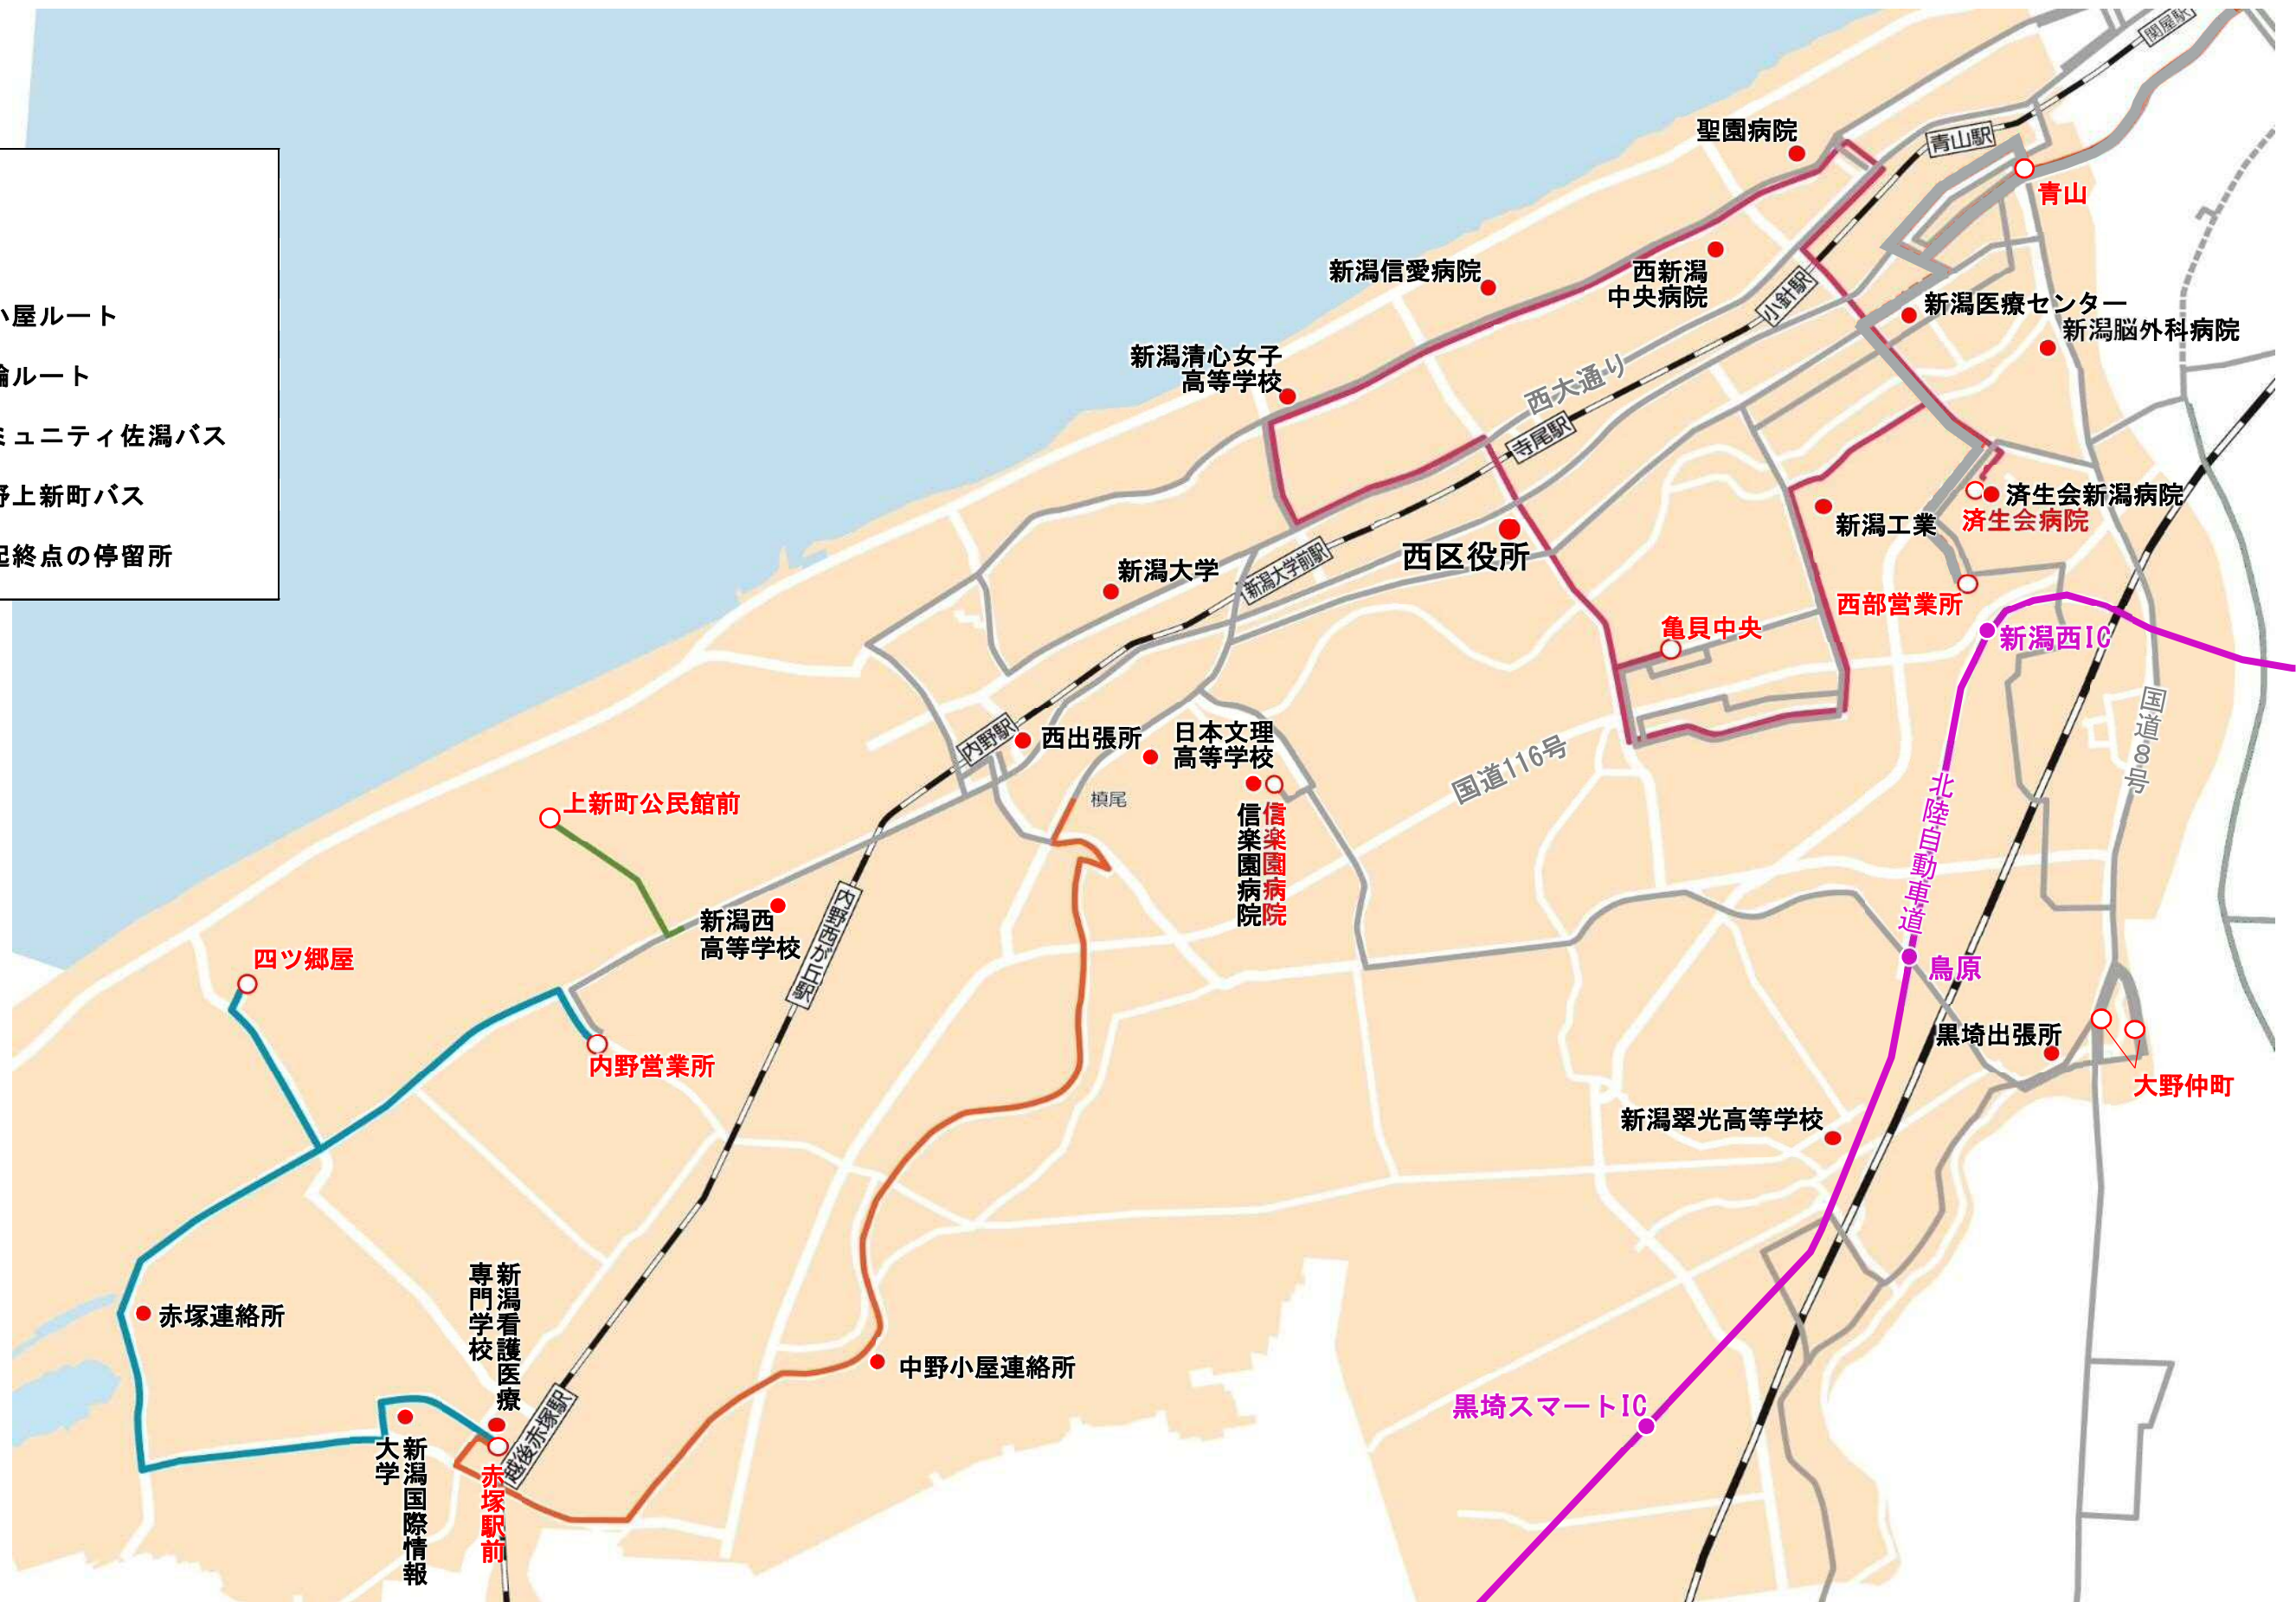 小屋ルート
輪ルート
ミュニティ佐潟バス
野上新町バス
起終点の停留所
関屋駅
青山駅
青山
聖園病院
新潟信愛病院
西新潟
中央病院
小針駅
新潟医療センター
新潟脳外科病院
新潟清心女子
高等学校
西大通り
寺尾駅
新潟工業
済生会新潟病院
済生会病院
西区役所
新潟大学前駅
新潟大学
西部営業所
亀貝中央
新潟西IC
国道8号
内野駅
西出張所
日本文理
高等学校
国道116号
槙尾
信楽園病院
信楽園病院
北陸自動車道
上新町公民館前
新潟西
高等学校
内野西が丘駅
四ツ郷屋
内野営業所
鳥原
黒埼出張所
大野仲町
新潟翠光高等学校
赤塚連絡所
新潟看護医療
専門学校
中野小屋連絡所
越後赤塚駅
黒埼スマートIC
新潟国際情報
大学
赤塚駅前